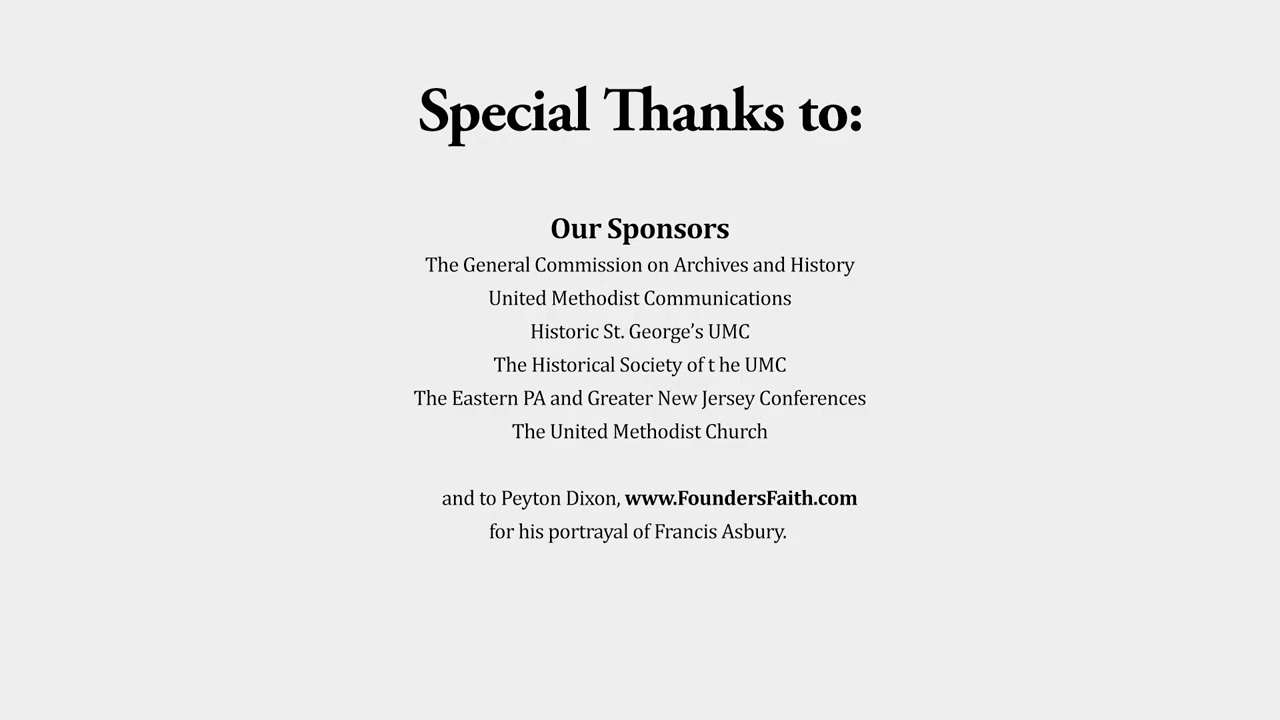 Special Thanks to:
Our Sponsors
The General Commission on Archives and History
United Methodist Communications
Historic St. George’s UMC
The Historical Society of t he UMC
The Eastern PA and Greater New Jersey Conferences
The United Methodist Church
and to Peyton Dixon, www.FoundersFaith.com
for his portrayal of Francis Asbury.